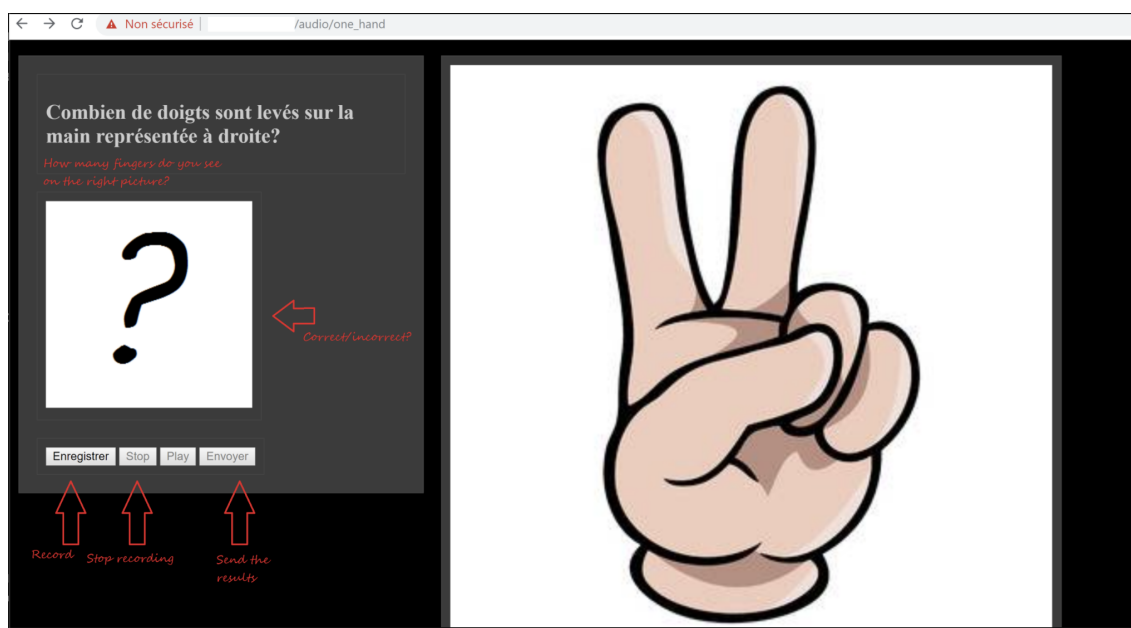 Non sécurisé /audio/one_hand
Combien de doigts sont levés sur la
main représentée à droite?
How many fingers do you see
on the right picture?
?
Correct/incorrect?
Enregistrer Stop Play Envoyer
Record Stop recording Send the
results